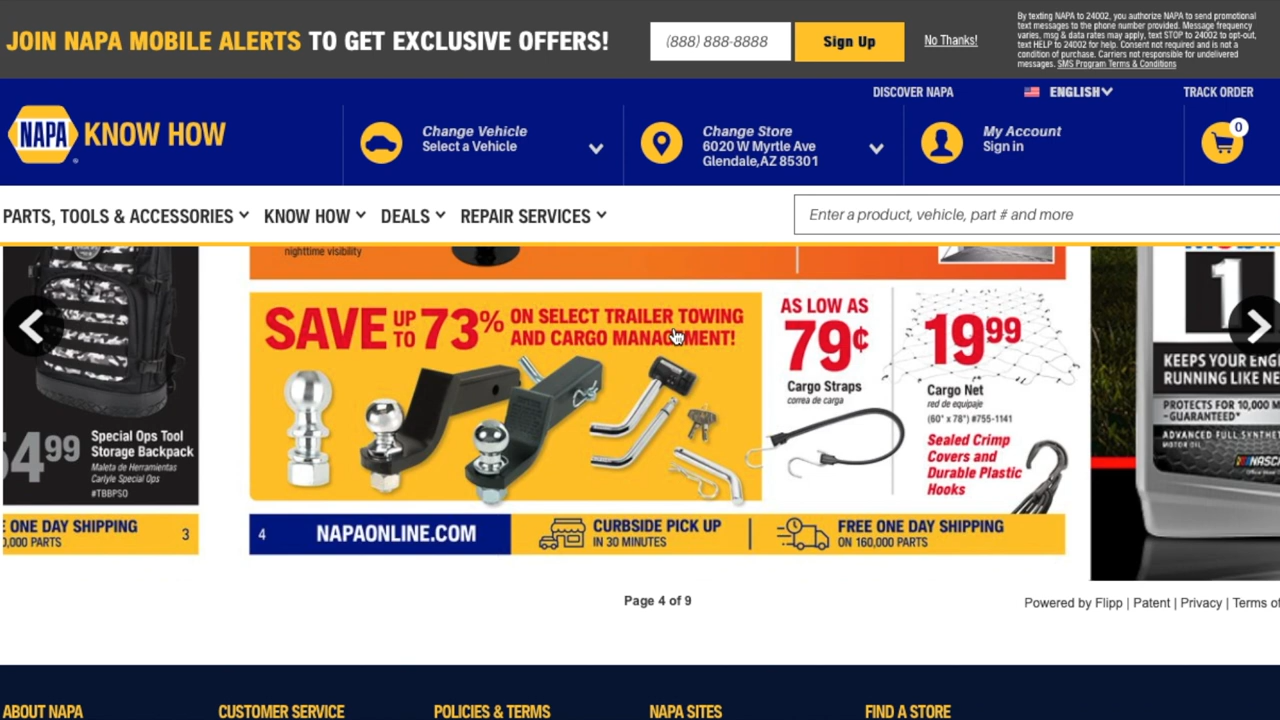 JOIN NAPA MOBILE ALERTS TO GET EXCLUSIVE OFFERS!
(888) 888-8888
Sign Up
No Thanks!
By texting NAPA to 24002, you authorize NAPA to send promotional
text messages to the phone number provided. Message frequency
varies, msg & data rates may apply, text STOP to 24002 to opt-out,
text HELP to 24002 for help. Consent not required and is not a
condition of purchase. Carriers not responsible for undelivered
messages. SMS Program Terms & Conditions
DISCOVER NAPA
ENGLISH
TRACK ORDER
NAPA KNOW HOW
Change Vehicle
Select a Vehicle
Change Store
6020 W Myrtle Ave
Glendale,AZ 85301
My Account
Sign in
0
PARTS, TOOLS & ACCESSORIES
KNOW HOW
DEALS
REPAIR SERVICES
Enter a product, vehicle, part # and more
nighttime visibility
SAVE UP TO 73% ON SELECT TRAILER TOWING
AND CARGO MANAGEMENT!
AS LOW AS
79¢
Cargo Straps
correa de carga
1999
Cargo Net
red de equipaje
(60" x 78") #755-1141
Sealed Crimp
Covers and
Durable Plastic
Hooks
1
KEEPS YOUR ENG
RUNNING LIKE NE
PROTECTS FOR 10,000 M
-GUARANTEED*
ADVANCED FULL SYNTHE
MOTOR OIL
NASC
5499
Special Ops Tool
Storage Backpack
Maleta de Herramientas
Carlyle Special Ops
#TBBPSO
E ONE DAY SHIPPING
0,000 PARTS
3
4
NAPAONLINE.COM
CURBSIDE PICK UP
IN 30 MINUTES
FREE ONE DAY SHIPPING
ON 160,000 PARTS
Page 4 of 9
Powered by Flipp | Patent | Privacy | Terms of
ABOUT NAPA
CUSTOMER SERVICE
POLICIES & TERMS
NAPA SITES
FIND A STORE